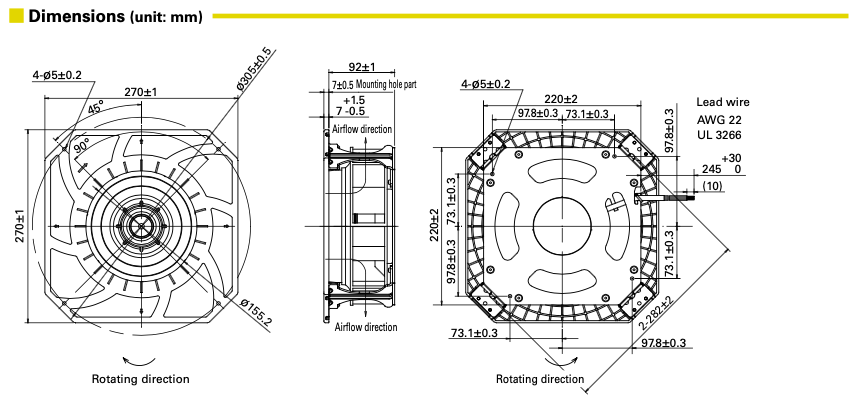 Dimensions (unit: mm)
4-Ø5±0.2
270±1
Ø305±0.5
45°
90°
270±1
Ø155.2
Rotating direction
92±1
7±0.5 Mounting hole part
+1.5
7 -0.5
Airflow direction
Airflow direction
4-Ø5±0.2
220±2
97.8±0.3 73.1±0.3
97.8±0.3
Lead wire
AWG 22
UL 3266
+30
245 0
(10)
220±2
73.1±0.3
97.8±0.3
73.1±0.3
2-282±2
73.1±0.3
97.8±0.3
Rotating direction